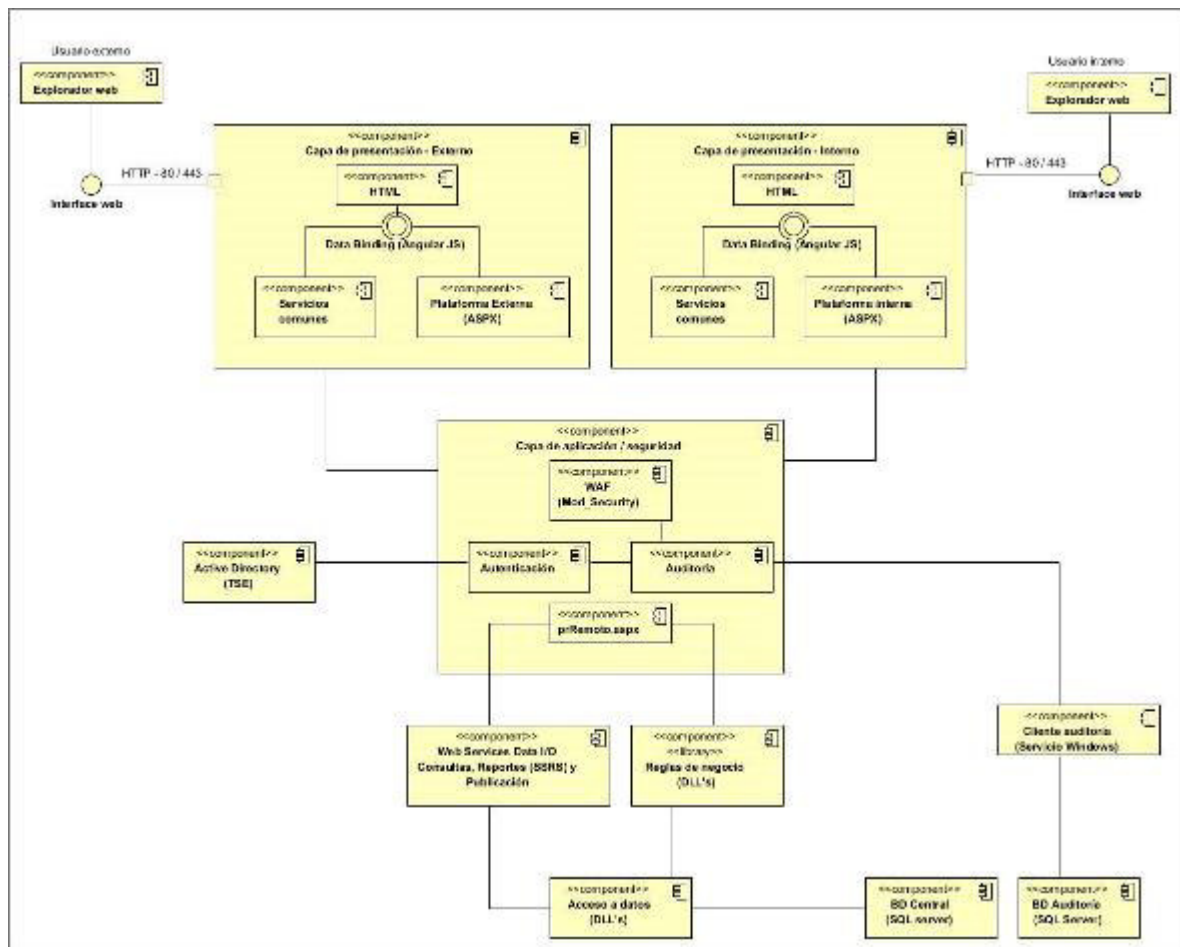 Usuario externo
<<component>>
Explorador web
HTTP - 80 / 443
Interface web
Usuario interno
<<component>>
Explorador web
HTTP - 80 / 443
Interface web
<<component>>
Capa de presentación - Externo
<<component>>
HTML
Data Binding (Angular JS)
<<component>>
Servicios
comunes
<<component>>
Plataforma Externa
(ASPX)
<<component>>
Capa de presentación - Interno
<<component>>
HTML
Data Binding (Angular JS)
<<component>>
Servicios
comunes
<<component>>
Plataforma interna
(ASPX)
<<component>>
Capa de aplicación / seguridad
<<component>>
WAF
(Mod_Security)
<<component>>
Active Directory
(TSE)
<<component>>
Autenticación
<<component>>
Auditoría
<<component>>
prRemoto.aspx
<<component>>
Web Services Data I/O
Consultas, Reportes (SSRS) y
Publicación
<<component>>
<<library>>
Reglas de negocio
(DLL's)
<<component>>
Cliente auditoría
(Servicio Windows)
<<component>>
Acceso a datos
(DLL's)
<<component>>
BD Central
(SQL server)
<<component>>
BD Auditoría
(SQL Server)